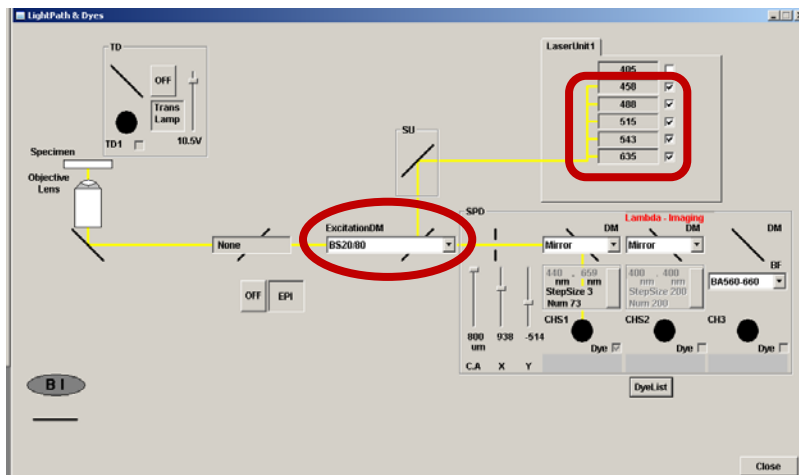 LightPath & Dyes
TD
OFF
Trans
Lamp
TD1
10.5V
LaserUnit1
405
458
488
515
543
635
SU
Specimen
Objective
Lens
None
ExcitationDM
BS20/80
OFF
EPI
SPD
Lambda - Imaging
DM
DM
DM
Mirror
Mirror
BF
BA560-660
440 . 659
nm nm
StepSize 3
Num 73
400 . 400
nm nm
StepSize 200
Num 200
CHS1
CHS2
CH3
Dye
Dye
Dye
800
um
938
-514
C.A
X
Y
DyeList
B I
Close